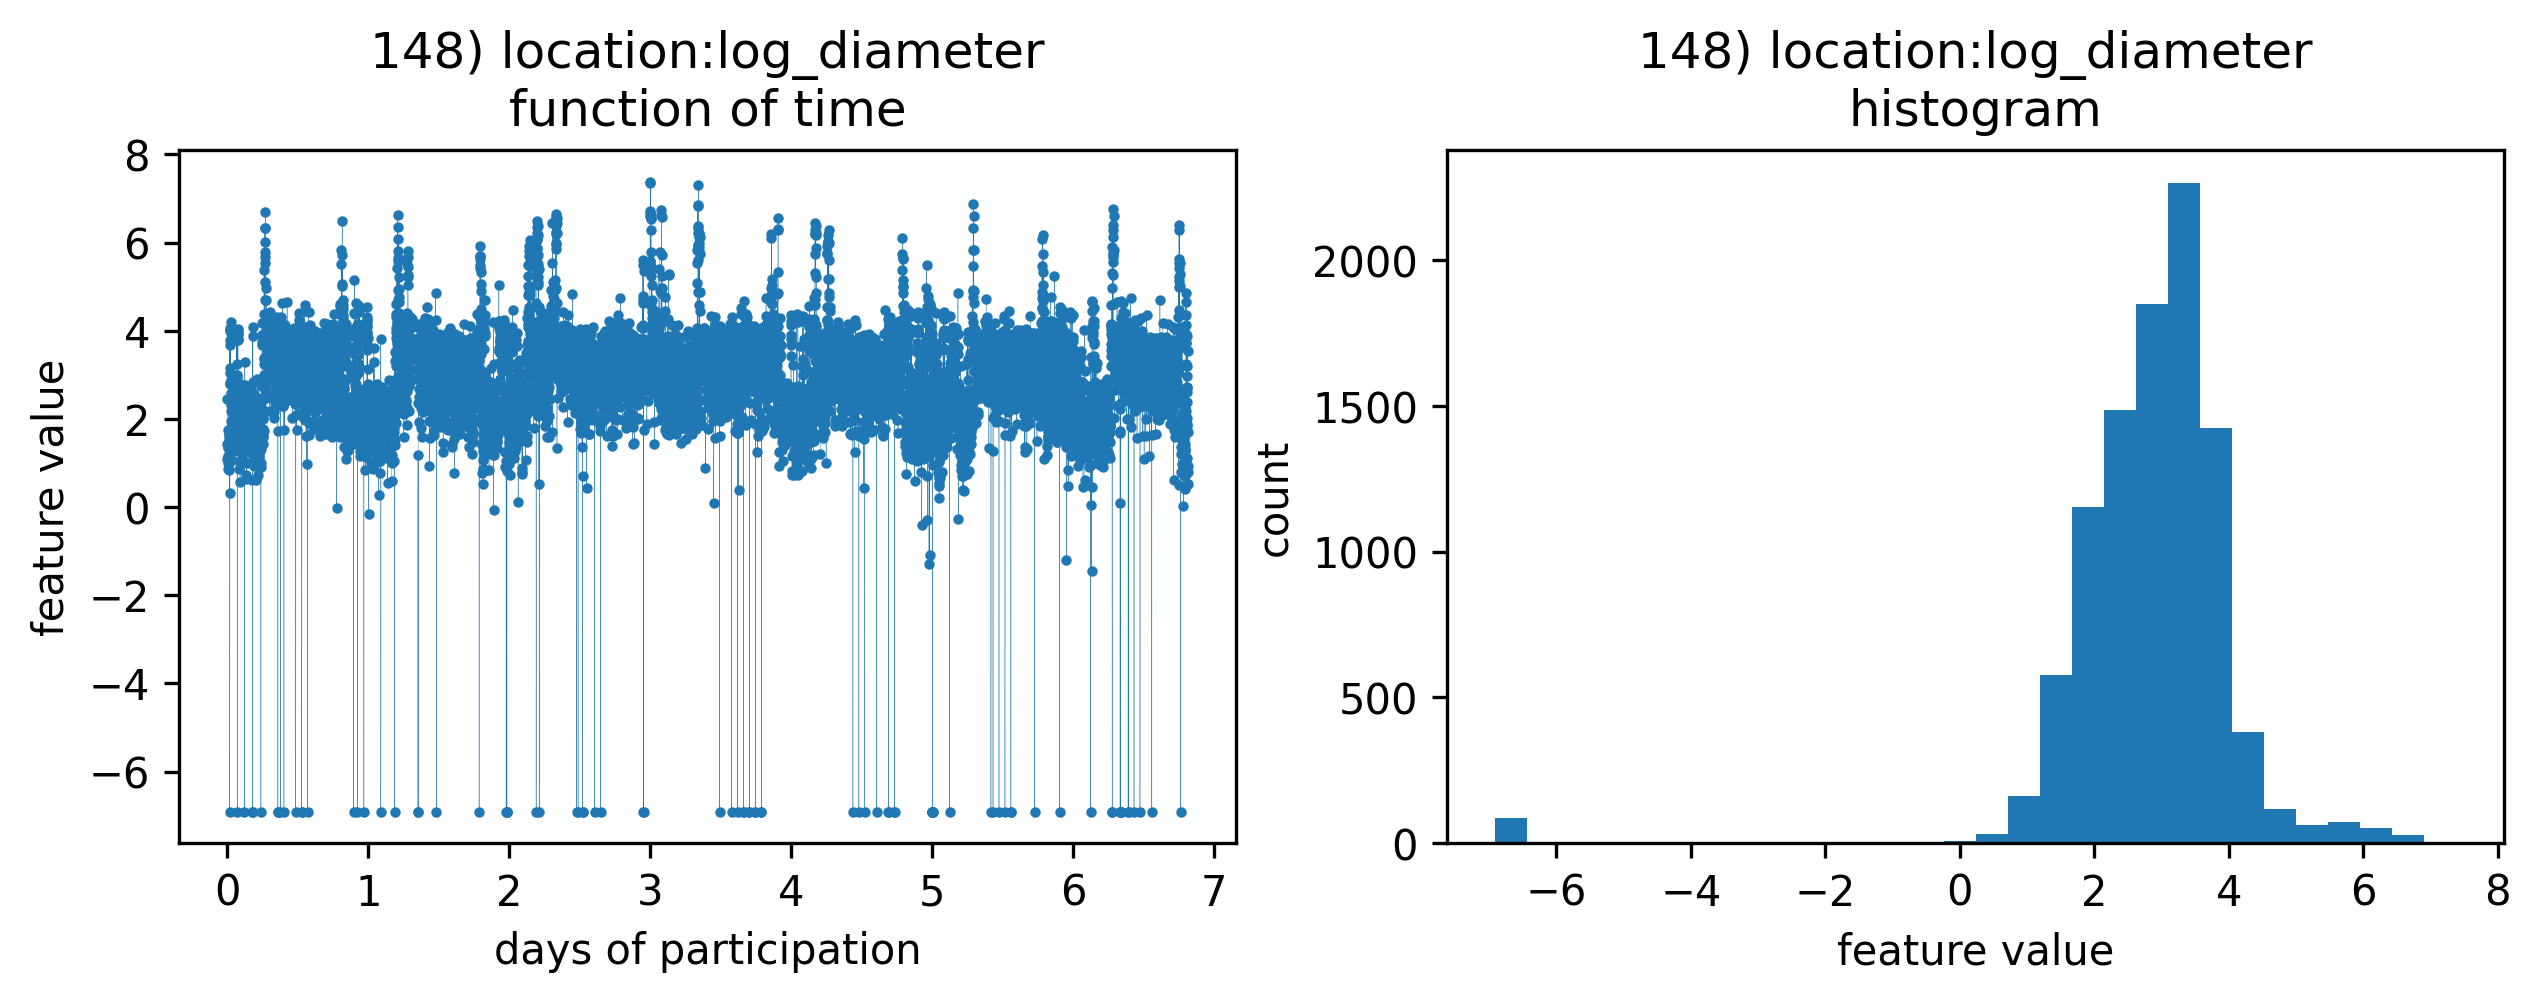 148) location:log_diameter
function of time
8
6
4
2
0
−2
−4
−6
feature value
0 1 2 3 4 5 6 7
days of participation
148) location:log_diameter
histogram
2000
1500
1000
500
0
count
−6 −4 −2 0 2 4 6 8
feature value